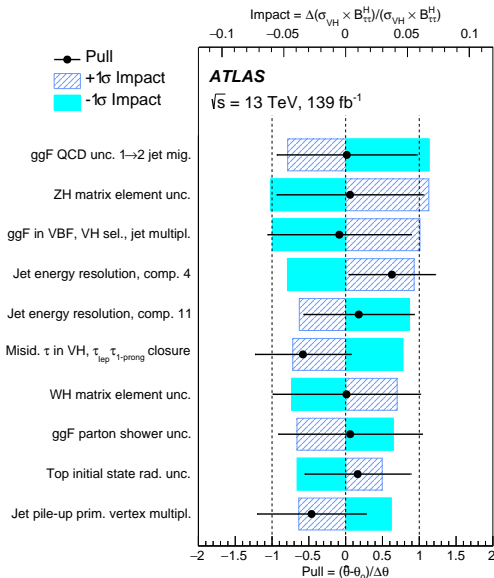 Impact = Δ(σ_VH × B^H_ττ)/(σ_VH × B^H_ττ)
−0.1 −0.05 0 0.05 0.1
Pull
+1σ Impact
-1σ Impact
ATLAS
√s = 13 TeV, 139 fb⁻¹
ggF QCD unc. 1→2 jet mig.
ZH matrix element unc.
ggF in VBF, VH sel., jet multipl.
Jet energy resolution, comp. 4
Jet energy resolution, comp. 11
Misid. τ in VH, τ_lep τ_1-prong closure
WH matrix element unc.
ggF parton shower unc.
Top initial state rad. unc.
Jet pile-up prim. vertex multipl.
−2 −1.5 −1 −0.5 0 0.5 1 1.5 2
Pull = (θ̂-θ₀)/Δθ